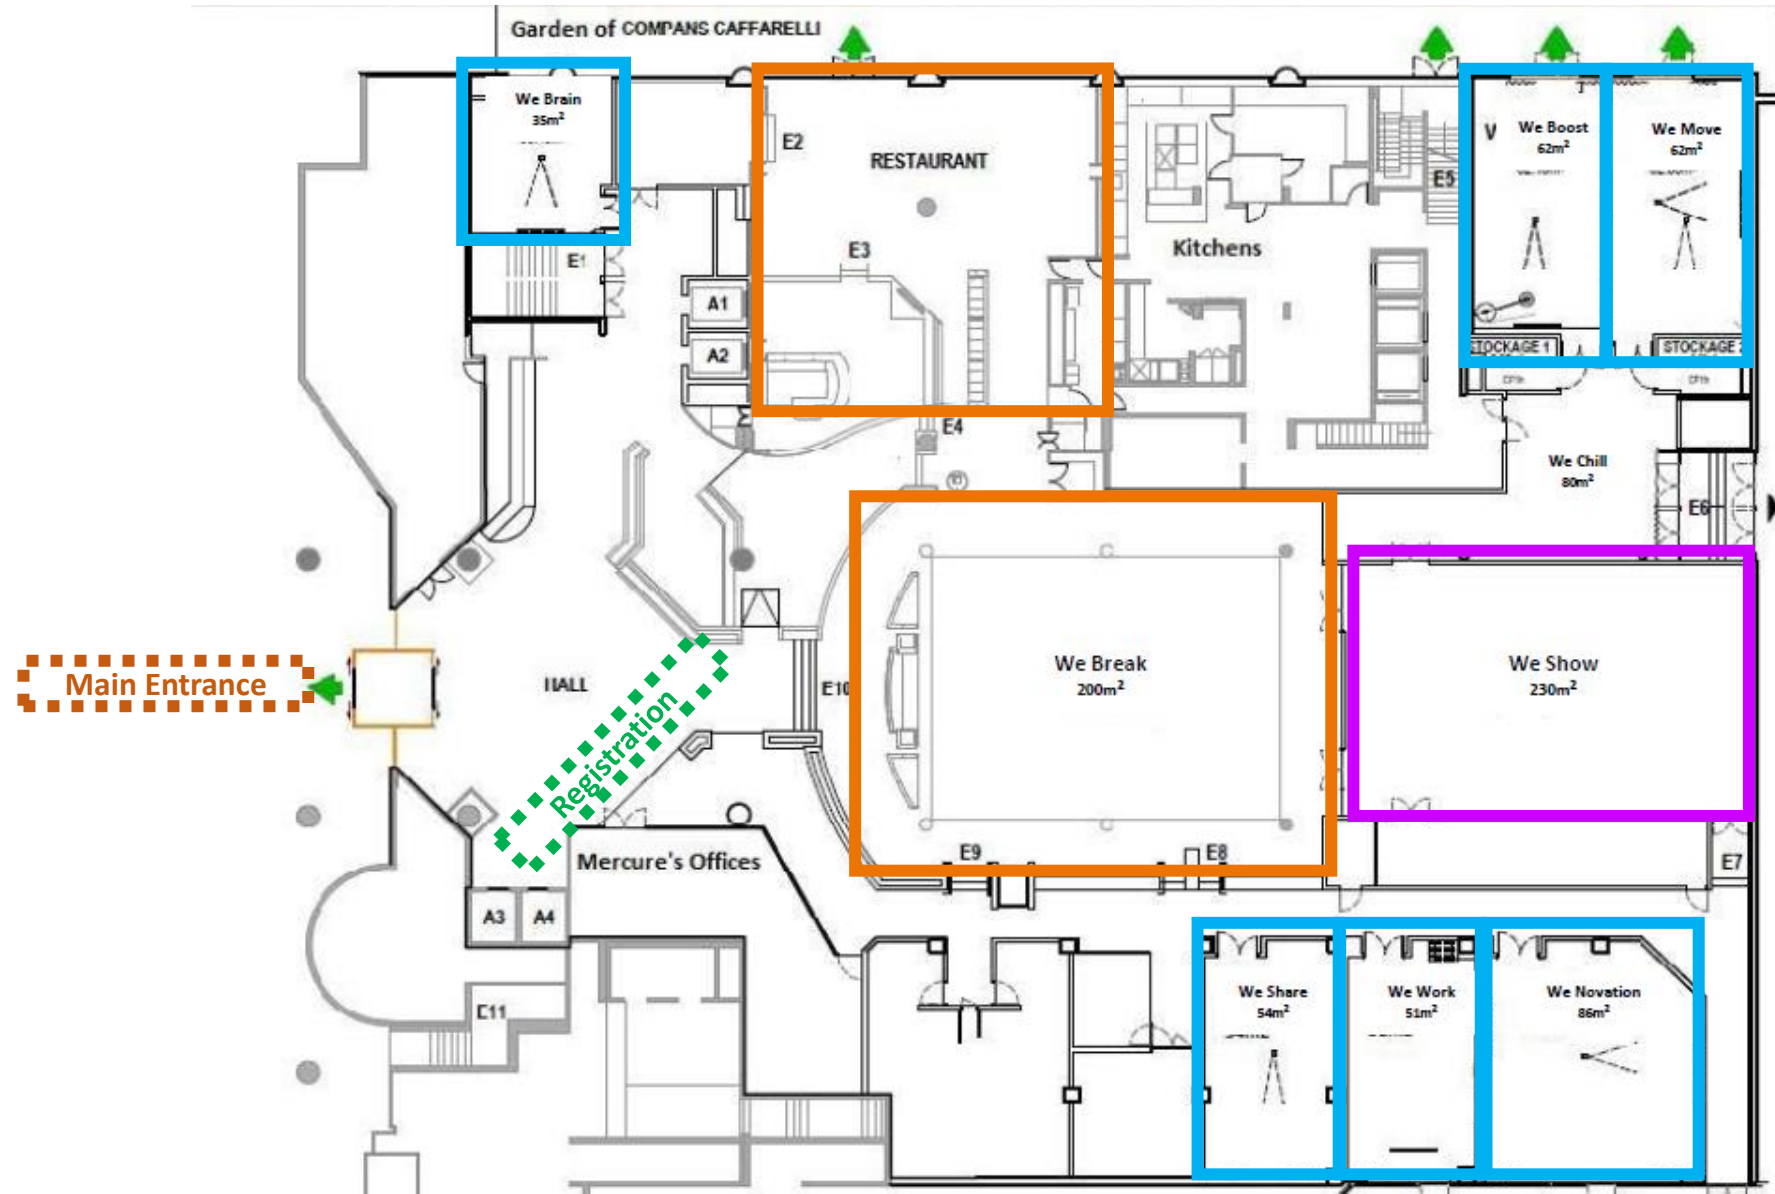 Garden of COMPANS CAFFARELLI
We Brain
35m²
E2
RESTAURANT
We Boost
62m²
We Move
62m²
E5
E3
Kitchens
E1
A1
A2
STOCKAGE 1
STOCKAGE
E4
We Chill
80m²
E6
We Break
200m²
We Show
230m²
Main Entrance
HALL
E10
Registration
E9
E8
E7
Mercure's Offices
A3
A4
We Share
54m²
We Work
51m²
We Novation
86m²
E11